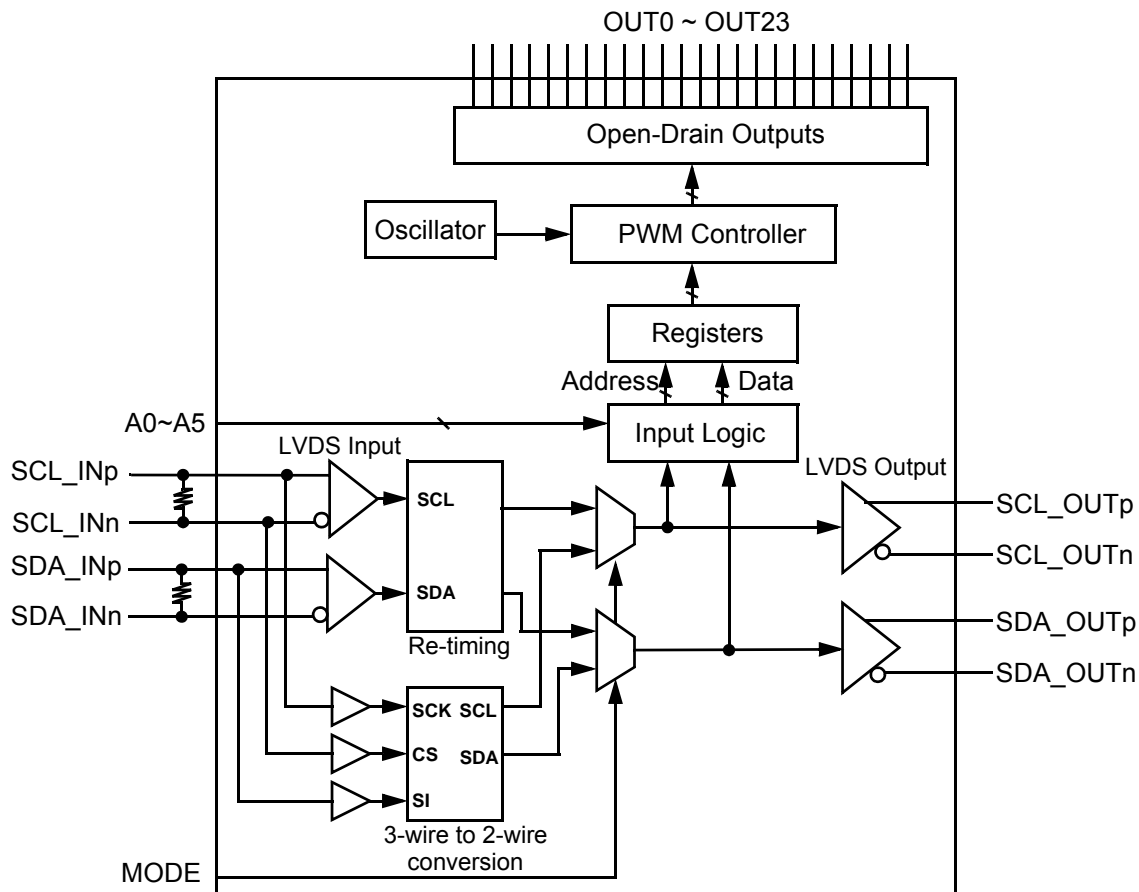 OUT0 ~ OUT23
Open-Drain Outputs
Oscillator
PWM Controller
Registers
Address
Data
A0~A5
Input Logic
LVDS Input
LVDS Output
SCL_INp
SCL_INn
SDA_INp
SDA_INn
SCL
SDA
Re-timing
SCL_OUTp
SCL_OUTn
SDA_OUTp
SDA_OUTn
SCK SCL
CS
SDA
SI
3-wire to 2-wire
conversion
MODE